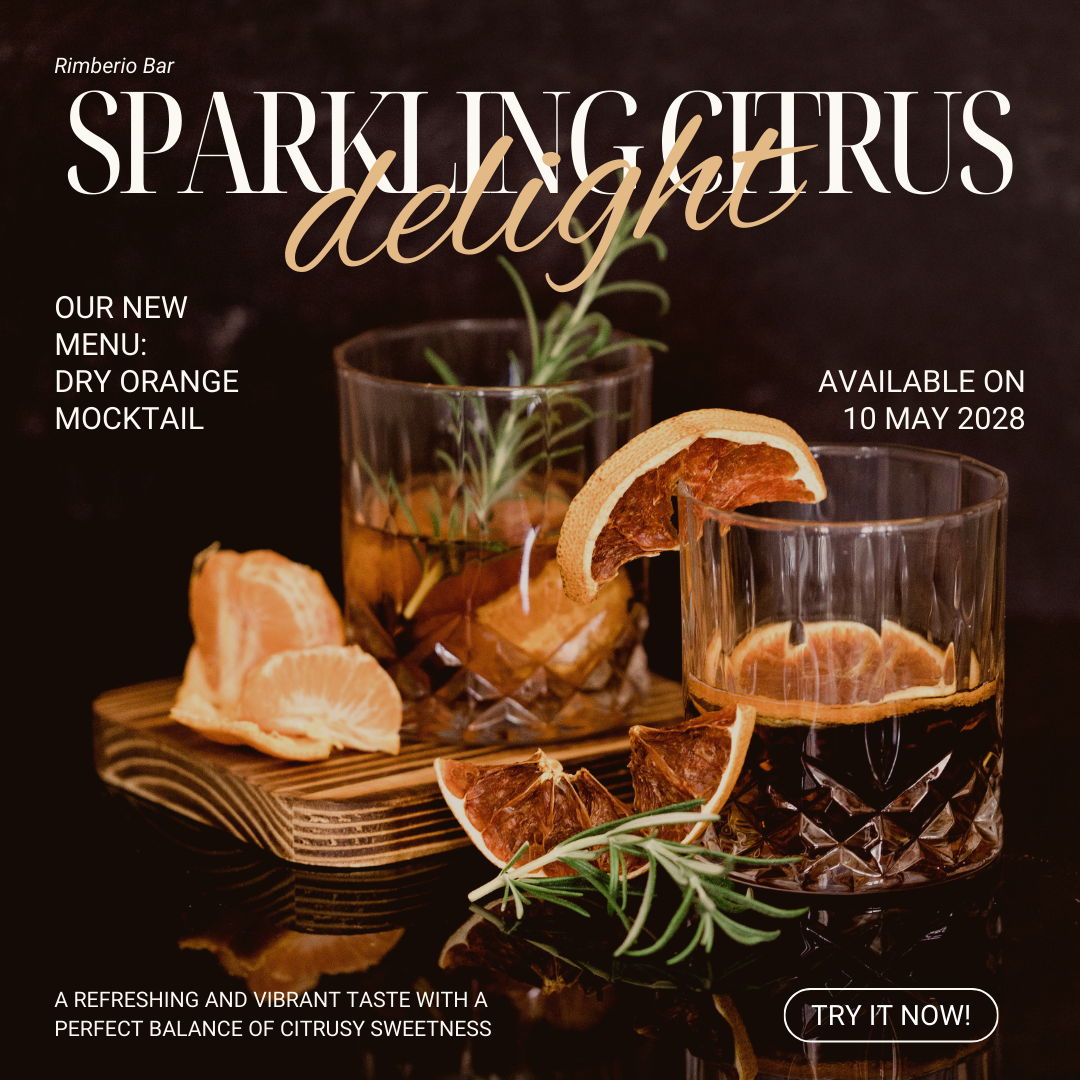 Rimberio Bar
SPARKLING CITRUS
delight
OUR NEW
MENU:
DRY ORANGE
MOCKTAIL
AVAILABLE ON
10 MAY 2028
A REFRESHING AND VIBRANT TASTE WITH A
PERFECT BALANCE OF CITRUSY SWEETNESS
TRY IT NOW!